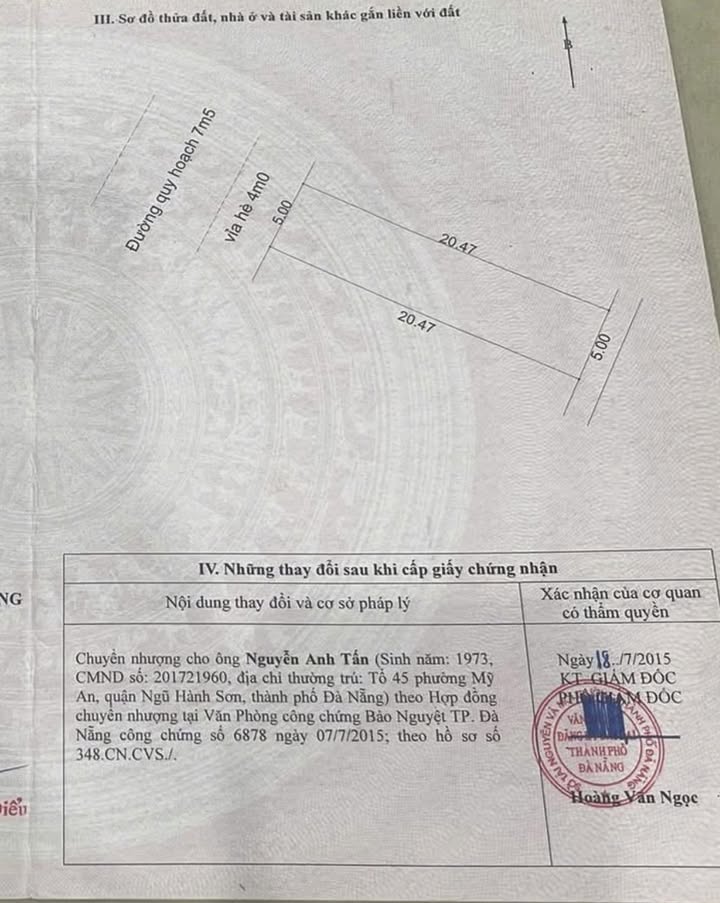 III. Sơ đồ thửa đất, nhà ở và tài sản khác gắn liền với đất
B
Đường quy hoạch 7m5
vỉa hè 4m0
5.00
20.47
20.47
5.00
IV. Những thay đổi sau khi cấp giấy chứng nhận
NG
Nội dung thay đổi và cơ sở pháp lý
Xác nhận của cơ quan
có thẩm quyền
Chuyển nhượng cho ông Nguyễn Anh Tấn (Sinh năm: 1973,
CMND số: 201721960, địa chỉ thường trú: Tổ 45 phường Mỹ
An, quận Ngũ Hành Sơn, thành phố Đà Nẵng) theo Hợp đồng
chuyển nhượng tại Văn Phòng công chứng Bảo Nguyệt TP. Đà
Nẵng công chứng số 6878 ngày 07/7/2015; theo hồ sơ số
348.CN.CVS./.
Ngày 18../7/2015
KT. GIÁM ĐỐC
PHÓ GIÁM ĐỐC
VĂN
ĐĂNG
THÀNH PHỐ
ĐÀ NẴNG
Hoàng Văn Ngọc
iểu